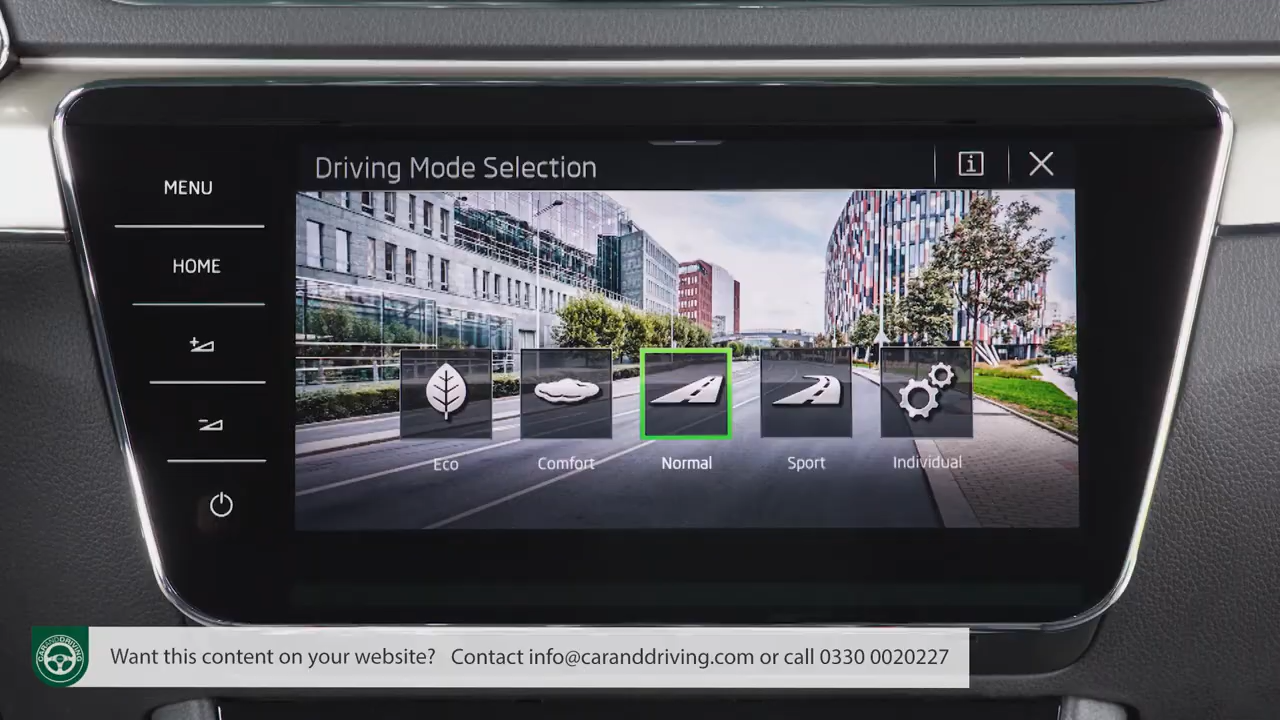 Driving Mode Selection
i
MENU
HOME
Eco
Comfort
Normal
Sport
Individual
CARANDDRIVING
Want this content on your website? Contact info@caranddriving.com or call 0330 0020227